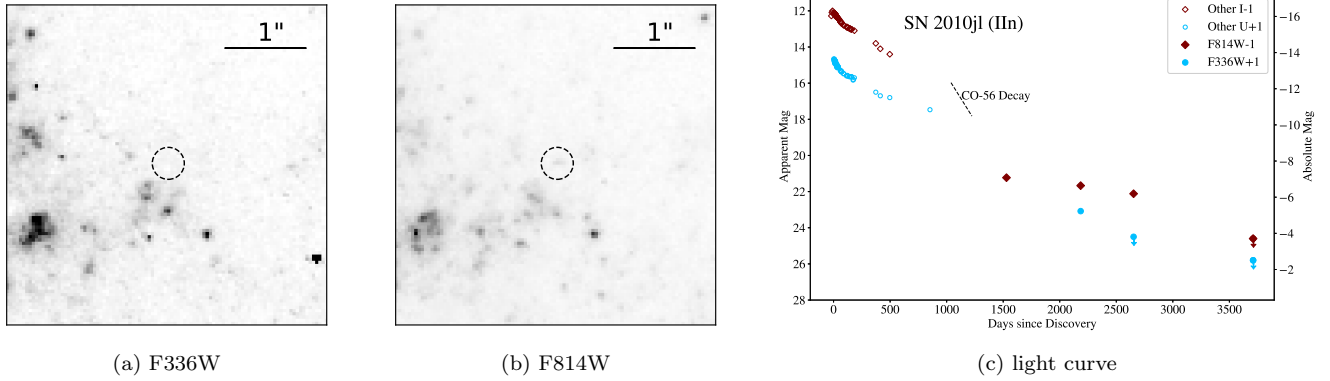 1"
(a) F336W
1"
(b) F814W
SN 2010jl (IIn)
Other I-1
Other U+1
F814W-1
F336W+1
CO-56 Decay
Apparent Mag
12
14
16
18
20
22
24
26
28
0
500
1000
1500
2000
2500
3000
3500
Days since Discovery
−16
−14
−12
−10
−8
−6
−4
−2
Absolute Mag
(c) light curve